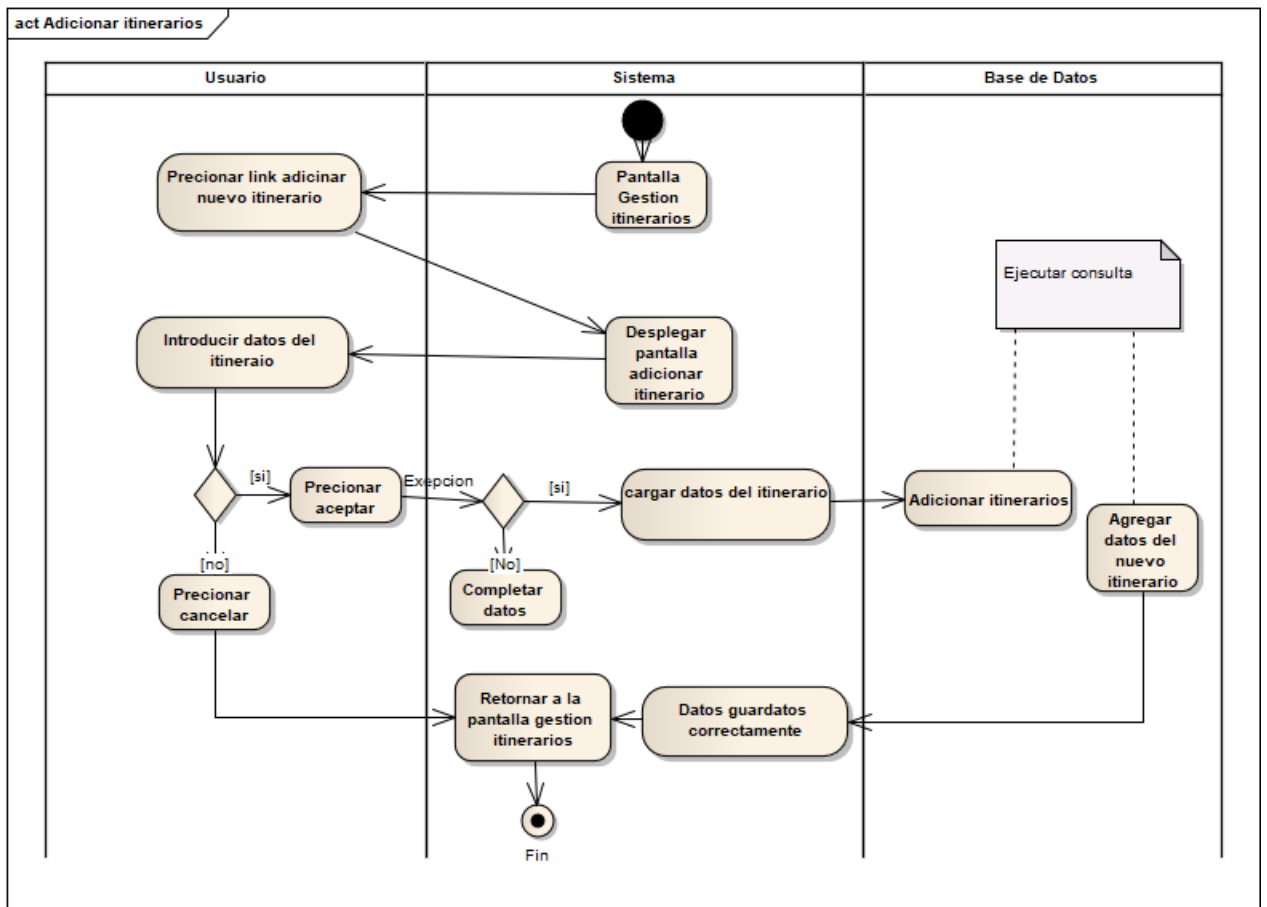 act Adicionar itinerarios
Usuario
Sistema
Base de Datos
Precionar link adicinar
nuevo itinerario
Pantalla
Gestion
itinerarios
Ejecutar consulta
Introducir datos del
itineraio
Desplegar
pantalla
adicionar
itinerario
[si]
Precionar
aceptar
Exepcion
[si]
cargar datos del itinerario
Adicionar itinerarios
Agregar
datos del
nuevo
itinerario
[no]
[No]
Precionar
cancelar
Completar
datos
Retornar a la
pantalla gestion
itinerarios
Datos guardatos
correctamente
Fin